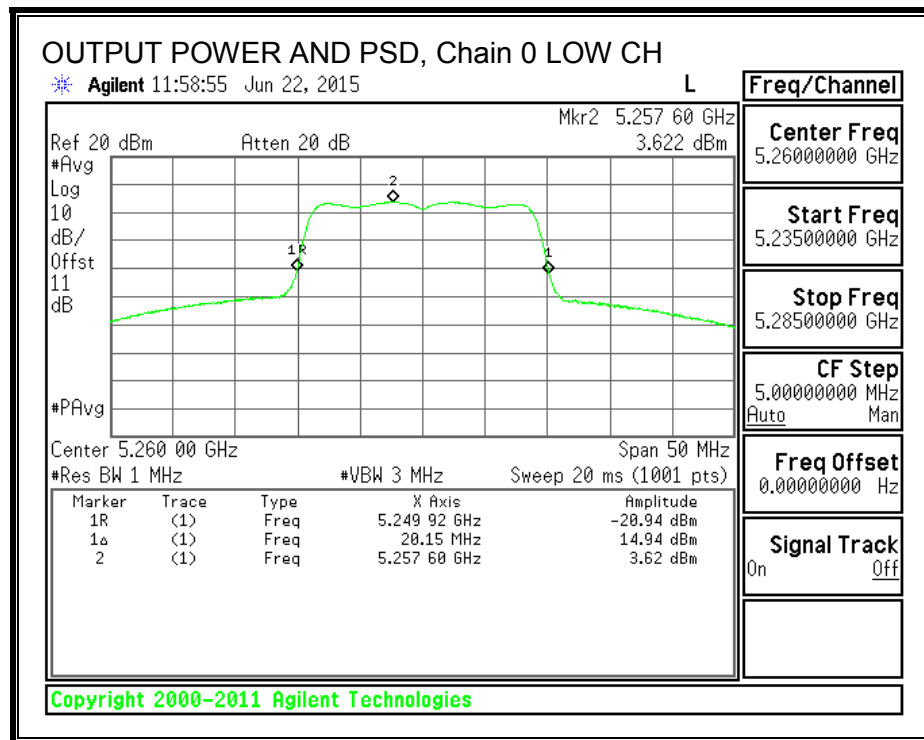 OUTPUT POWER AND PSD, Chain 0 LOW CH
Agilent 11:58:55 Jun 22, 2015 L
Mkr2 5.257 60 GHz
Ref 20 dBm Atten 20 dB 3.622 dBm
#Avg
Log
10
dB/
Offst
11
dB
#PAvg
2
1R
1
Center 5.260 00 GHz Span 50 MHz
#Res BW 1 MHz #VBW 3 MHz Sweep 20 ms (1001 pts)
Marker Trace Type X Axis Amplitude
1R (1) Freq 5.249 92 GHz -20.94 dBm
1Δ (1) Freq 20.15 MHz 14.94 dBm
2 (1) Freq 5.257 60 GHz 3.62 dBm
Freq/Channel
Center Freq
5.26000000 GHz
Start Freq
5.23500000 GHz
Stop Freq
5.28500000 GHz
CF Step
5.00000000 MHz
Auto Man
Freq Offset
0.00000000 Hz
Signal Track
On Off
Copyright 2000-2011 Agilent Technologies